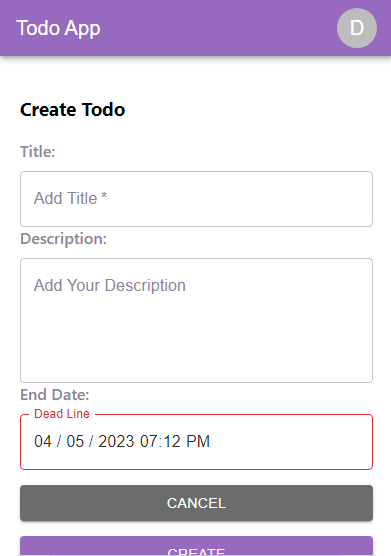 Todo App
D
Create Todo
Title:
Add Title *
Description:
Add Your Description
End Date:
Dead Line
04 / 05 / 2023 07:12 PM
CANCEL
CREATE